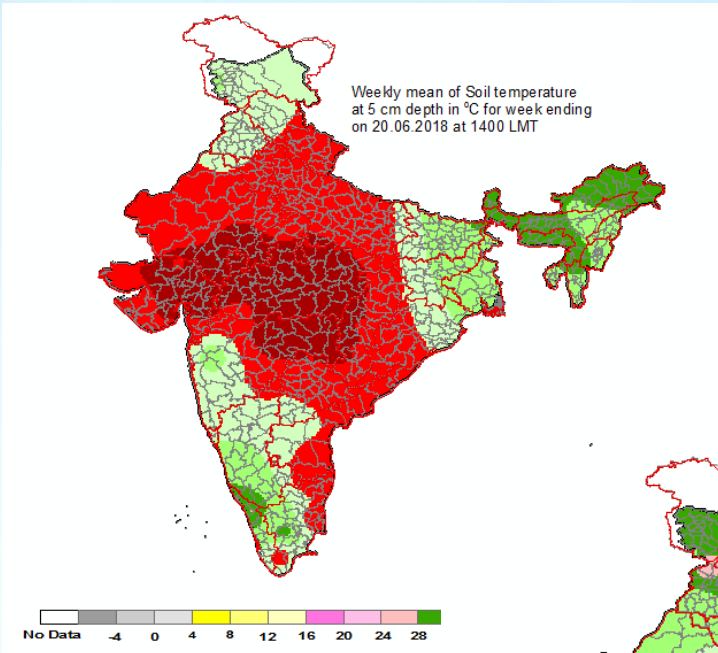 Weekly mean of Soil temperature
at 5 cm depth in °C for week ending
on 20.06.2018 at 1400 LMT
No Data -4 0 4 8 12 16 20 24 28